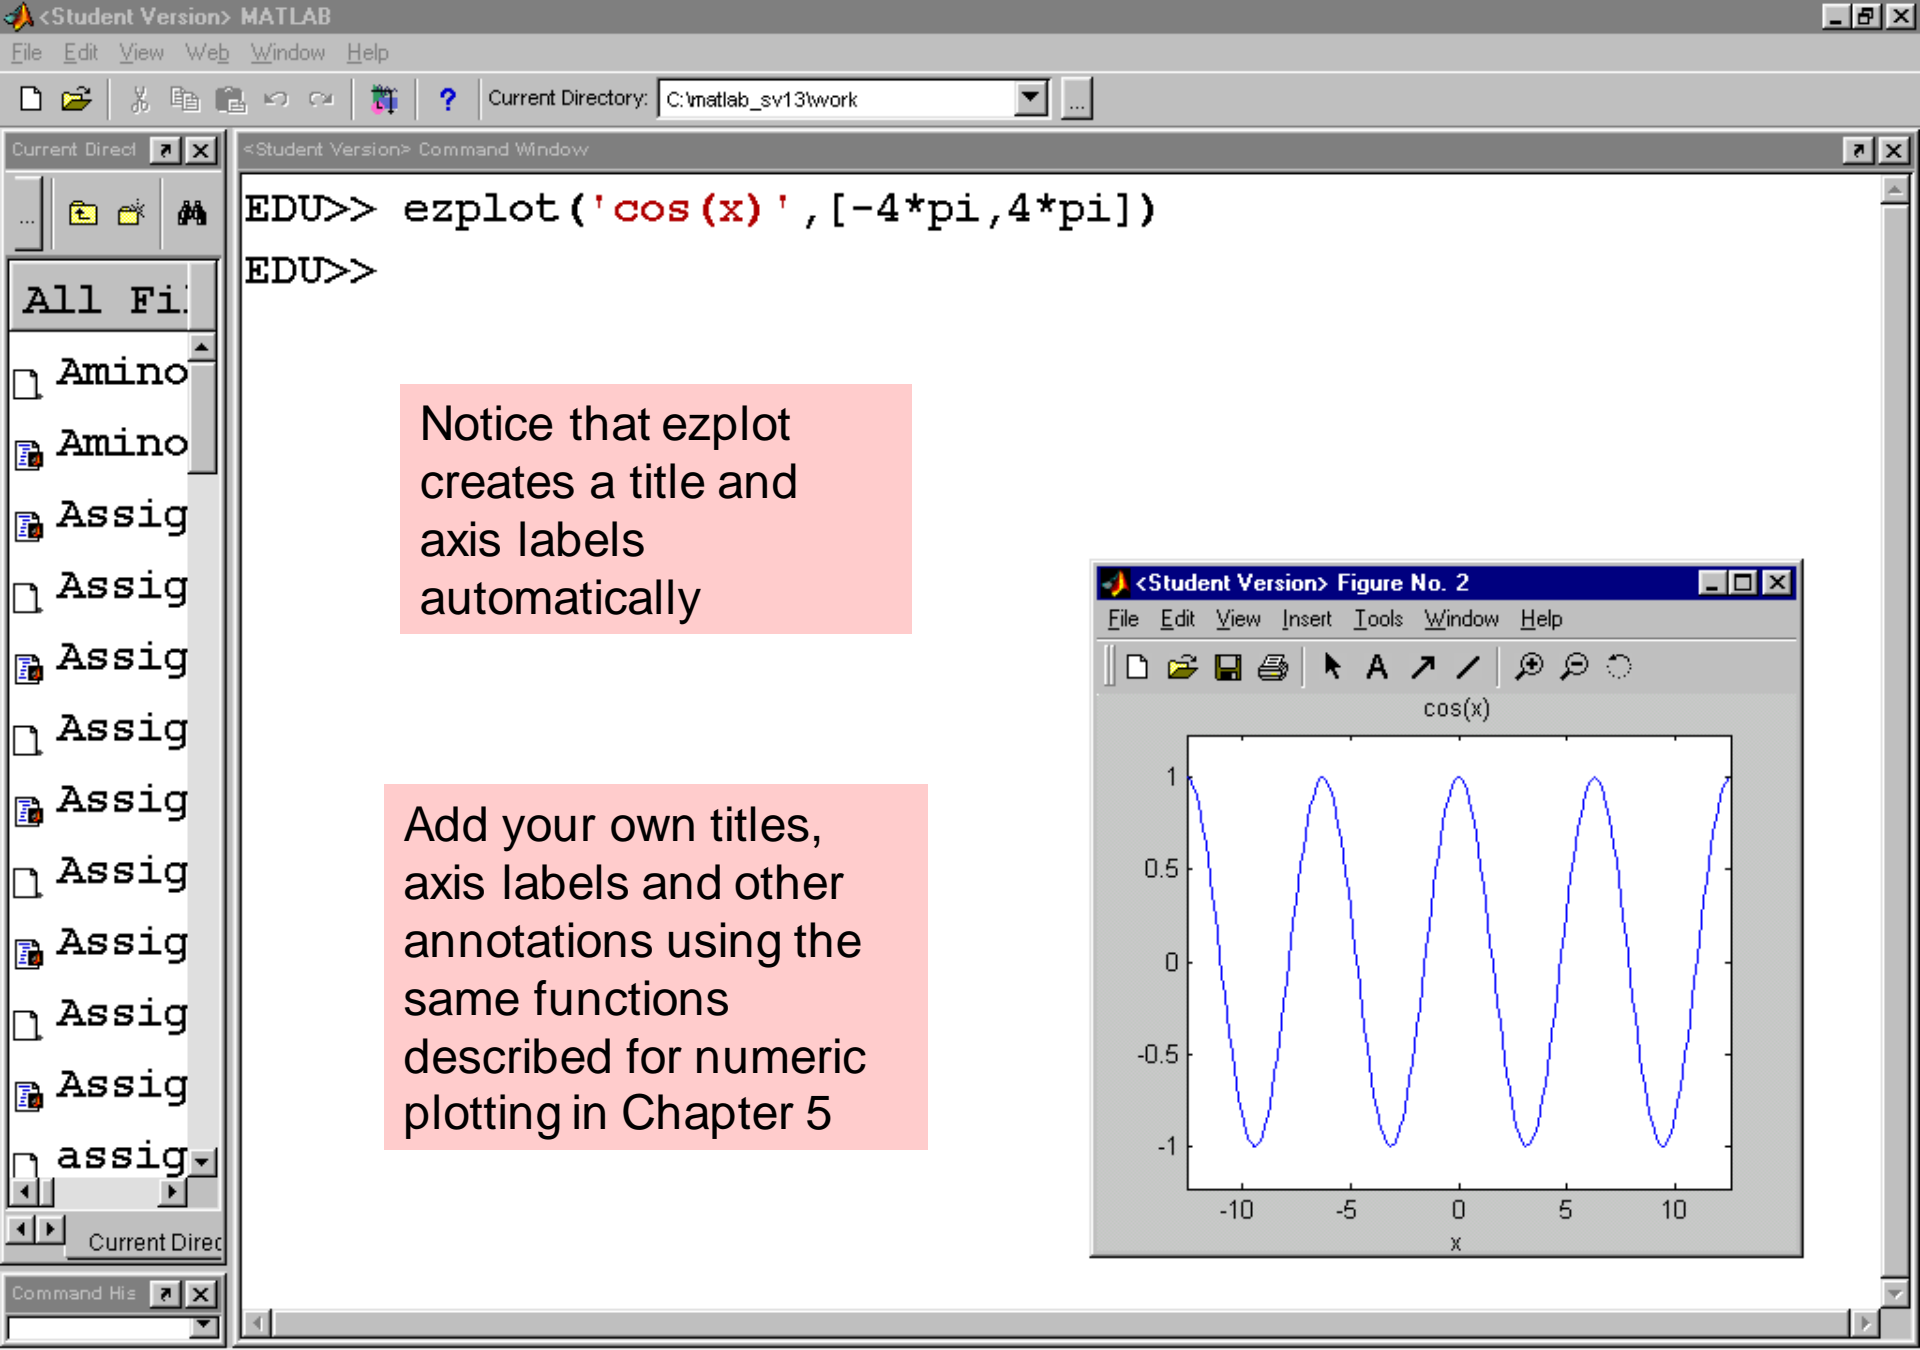 <Student Version> MATLAB
File Edit View Web Window Help
? Current Directory: C:\matlab_sv13\work ...
Current Direct
<Student Version> Command Window
...
EDU>> ezplot('cos(x)',[-4*pi,4*pi])
EDU>>
All Fil
Amino
Amino
Assig
Assig
Assig
Assig
Assig
Assig
Assig
Assig
Assig
assig
Current Direc
Command His
Notice that ezplot
creates a title and
axis labels
automatically
Add your own titles,
axis labels and other
annotations using the
same functions
described for numeric
plotting in Chapter 5
<Student Version> Figure No. 2
File Edit View Insert Tools Window Help
A
cos(x)
1
0.5
0
-0.5
-1
-10 -5 0 5 10
x